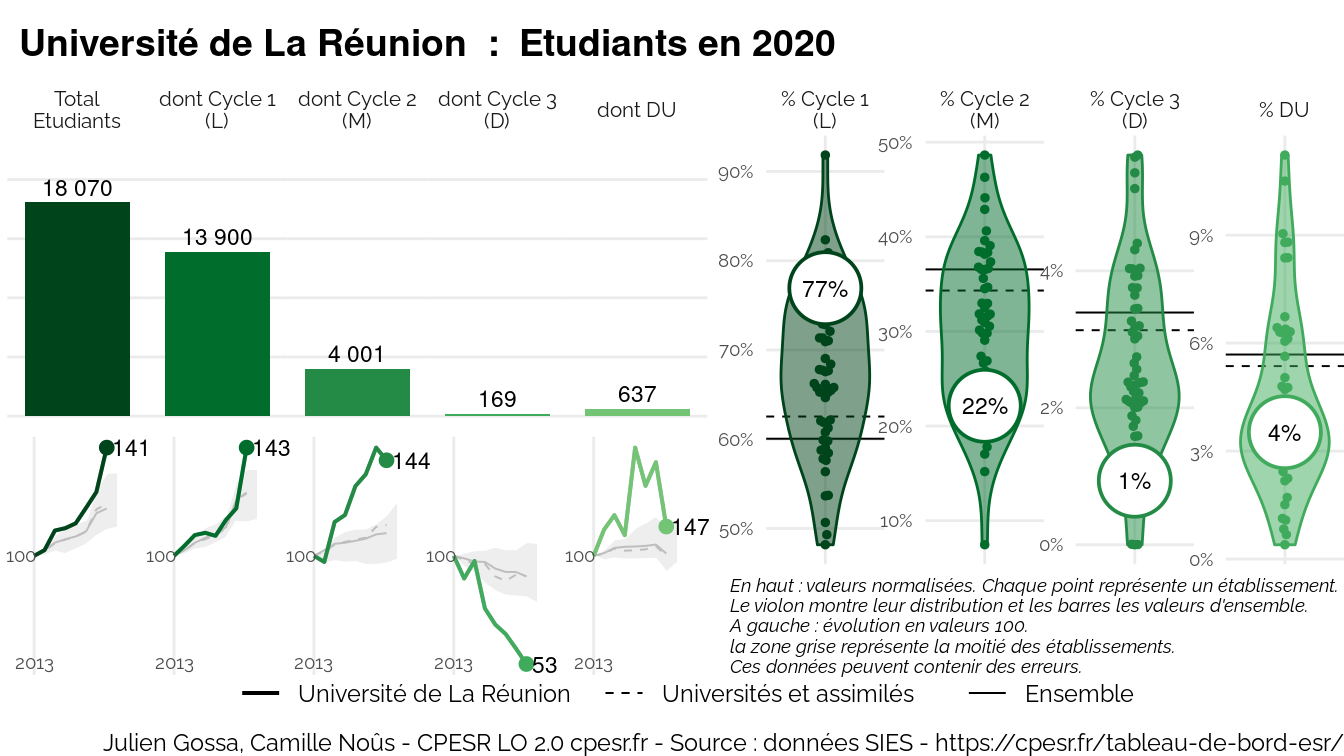 Université de La Réunion : Etudiants en 2020
Total
Etudiants
dont Cycle 1
(L)
dont Cycle 2
(M)
dont Cycle 3
(D)
dont DU
18 070
13 900
4 001
169
637
141
100
2013
143
100
2013
144
100
2013
100
53
2013
147
100
2013
% Cycle 1
(L)
90%
80%
70%
60%
50%
77%
% Cycle 2
(M)
50%
40%
30%
20%
10%
22%
% Cycle 3
(D)
4%
2%
0%
1%
% DU
9%
6%
3%
0%
4%
En haut : valeurs normalisées. Chaque point représente un établissement.
Le violon montre leur distribution et les barres les valeurs d'ensemble.
A gauche : évolution en valeurs 100.
la zone grise représente la moitié des établissements.
Ces données peuvent contenir des erreurs.
Université de La Réunion Universités et assimilés Ensemble
Julien Gossa, Camille Noûs - CPESR LO 2.0 cpesr.fr - Source : données SIES - https://cpesr.fr/tableau-de-bord-esr/